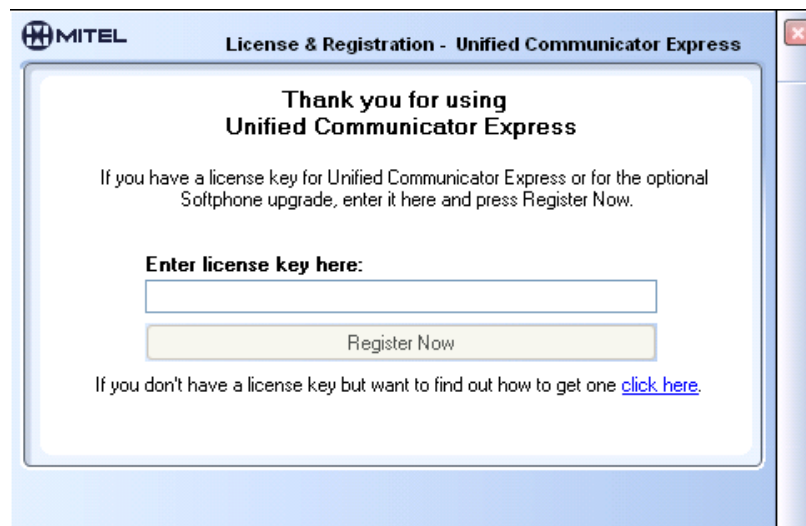 MITEL
License & Registration - Unified Communicator Express
Thank you for using
Unified Communicator Express
If you have a license key for Unified Communicator Express or for the optional
Softphone upgrade, enter it here and press Register Now.
Enter license key here:
Register Now
If you don't have a license key but want to find out how to get one click here.